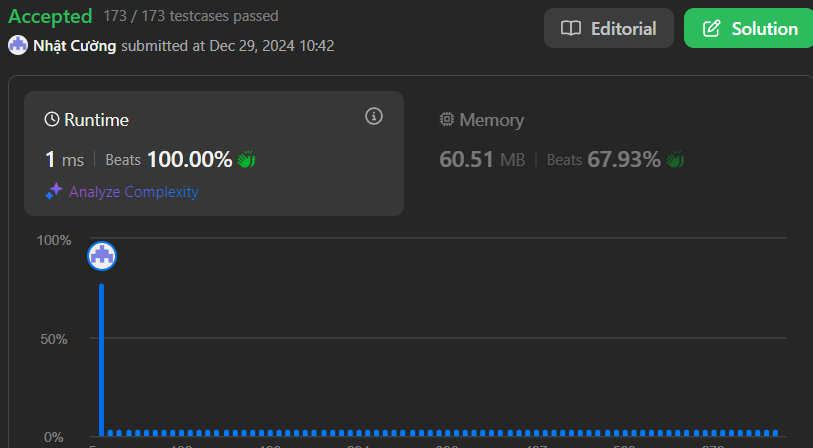 Accepted 173 / 173 testcases passed
Nhật Cường submitted at Dec 29, 2024 10:42
Editorial
Solution
Runtime
1 ms | Beats 100.00%
Analyze Complexity
Memory
60.51 MB | Beats 67.93%
100%
50%
0%